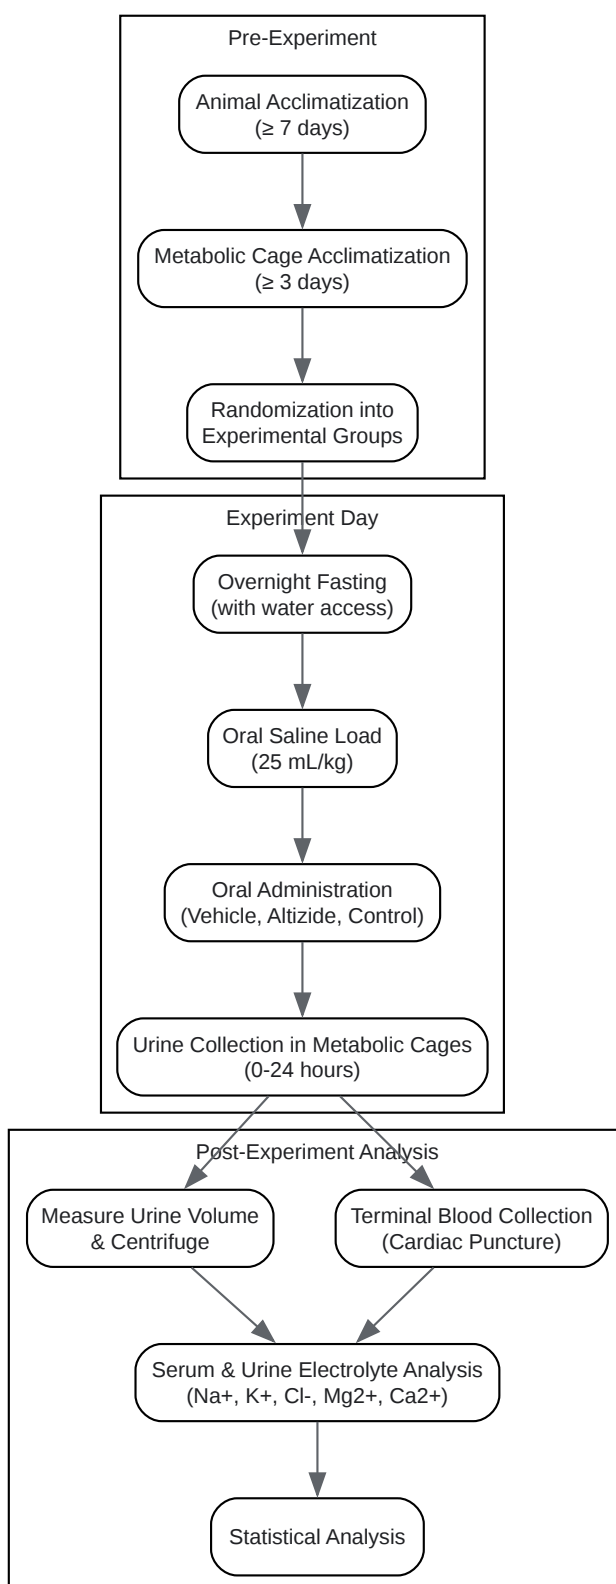 Pre-Experiment
Animal Acclimatization
(≥ 7 days)
Metabolic Cage Acclimatization
(≥ 3 days)
Randomization into
Experimental Groups
Experiment Day
Overnight Fasting
(with water access)
Oral Saline Load
(25 mL/kg)
Oral Administration
(Vehicle, Altizide, Control)
Urine Collection in Metabolic Cages
(0-24 hours)
Post-Experiment Analysis
Measure Urine Volume
& Centrifuge
Terminal Blood Collection
(Cardiac Puncture)
Serum & Urine Electrolyte Analysis
(Na+, K+, Cl-, Mg2+, Ca2+)
Statistical Analysis